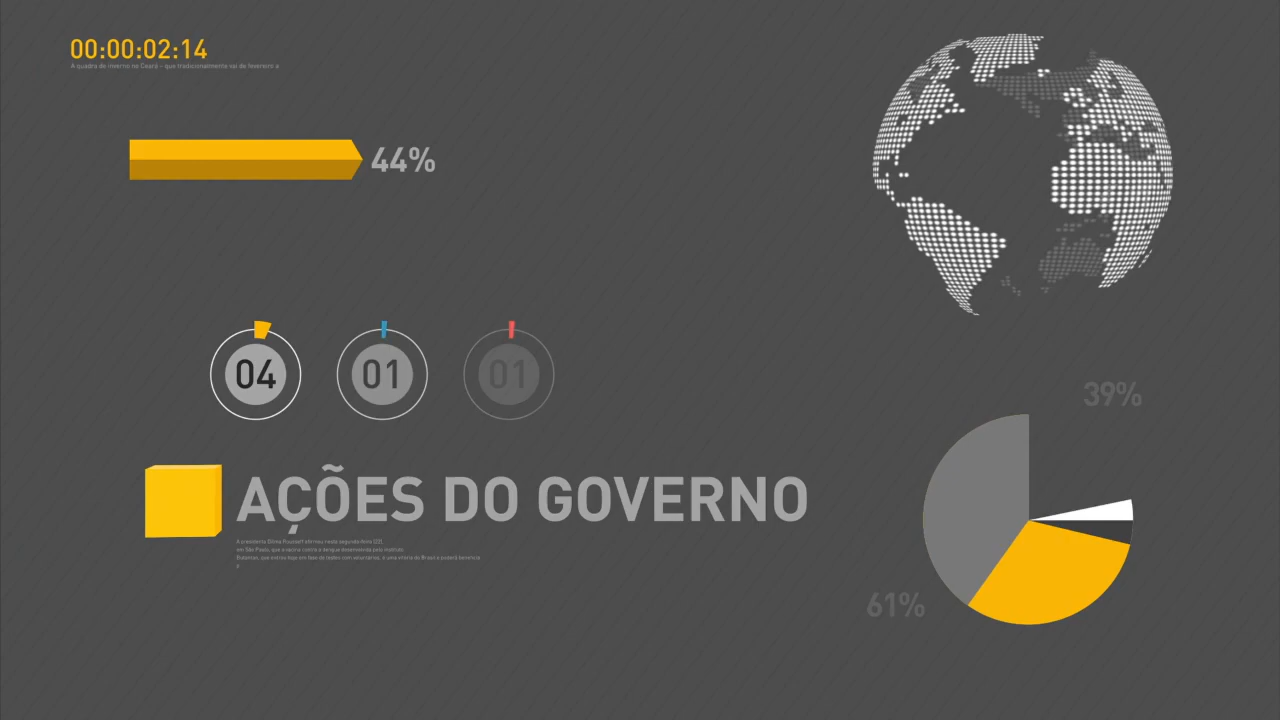 00:00:02:14
A quadra de inverno no Ceará – que tradicionalmente vai de fevereiro a
44%
04 01 01
39%
AÇÕES DO GOVERNO
A presidenta Dilma Rousseff afirmou nesta segunda-feira (22),
em São Paulo, que a vacina contra a dengue desenvolvida pelo Instituto
Butantan, que entrou hoje em fase de testes com voluntários, é uma vitória do Brasil e poderá beneficia
r
61%